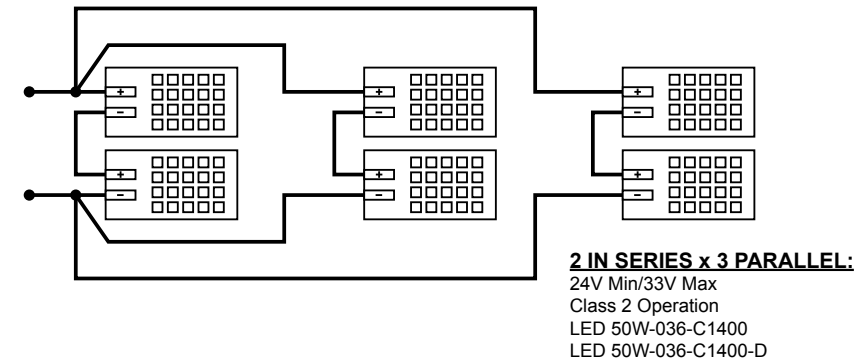 +
−
+
−
+
−
+
−
+
−
+
−
2 IN SERIES x 3 PARALLEL:
24V Min/33V Max
Class 2 Operation
LED 50W-036-C1400
LED 50W-036-C1400-D